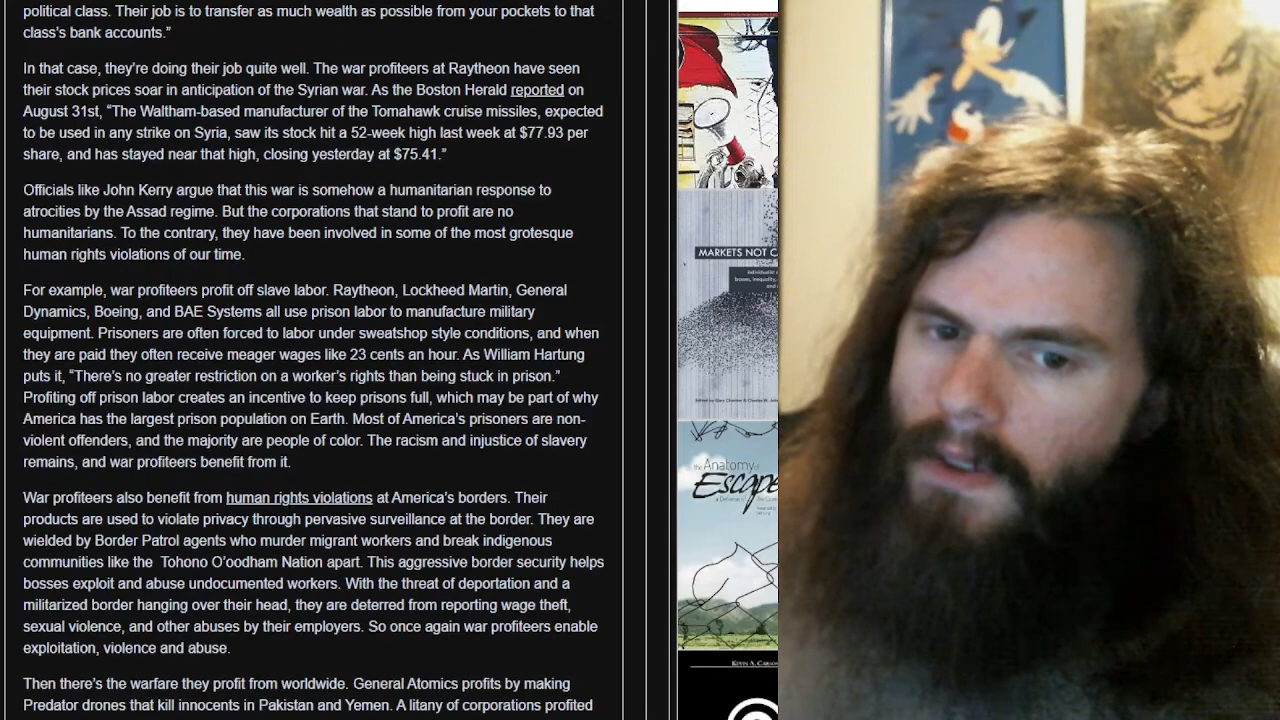 political class. Their job is to transfer as much wealth as possible from your pockets to that
class's bank accounts.”
In that case, they're doing their job quite well. The war profiteers at Raytheon have seen
their stock prices soar in anticipation of the Syrian war. As the Boston Herald reported on
August 31st, “The Waltham-based manufacturer of the Tomahawk cruise missiles, expected
to be used in any strike on Syria, saw its stock hit a 52-week high last week at $77.93 per
share, and has stayed near that high, closing yesterday at $75.41.”
Officials like John Kerry argue that this war is somehow a humanitarian response to
atrocities by the Assad regime. But the corporations that stand to profit are no
humanitarians. To the contrary, they have been involved in some of the most grotesque
human rights violations of our time.
For example, war profiteers profit off slave labor. Raytheon, Lockheed Martin, General
Dynamics, Boeing, and BAE Systems all use prison labor to manufacture military
equipment. Prisoners are often forced to labor under sweatshop style conditions, and when
they are paid they often receive meager wages like 23 cents an hour. As William Hartung
puts it, “There's no greater restriction on a worker's rights than being stuck in prison.”
Profiting off prison labor creates an incentive to keep prisons full, which may be part of why
America has the largest prison population on Earth. Most of America's prisoners are non-
violent offenders, and the majority are people of color. The racism and injustice of slavery
remains, and war profiteers benefit from it.
War profiteers also benefit from human rights violations at America's borders. Their
products are used to violate privacy through pervasive surveillance at the border. They are
wielded by Border Patrol agents who murder migrant workers and break indigenous
communities like the Tohono O'oodham Nation apart. This aggressive border security helps
bosses exploit and abuse undocumented workers. With the threat of deportation and a
militarized border hanging over their head, they are deterred from reporting wage theft,
sexual violence, and other abuses by their employers. So once again war profiteers enable
exploitation, violence and abuse.
Then there's the warfare they profit from worldwide. General Atomics profits by making
Predator drones that kill innocents in Pakistan and Yemen. A litany of corporations profited
MARKETS NOT C
the Anatomy of
Escape
KEVIN A. CARSON